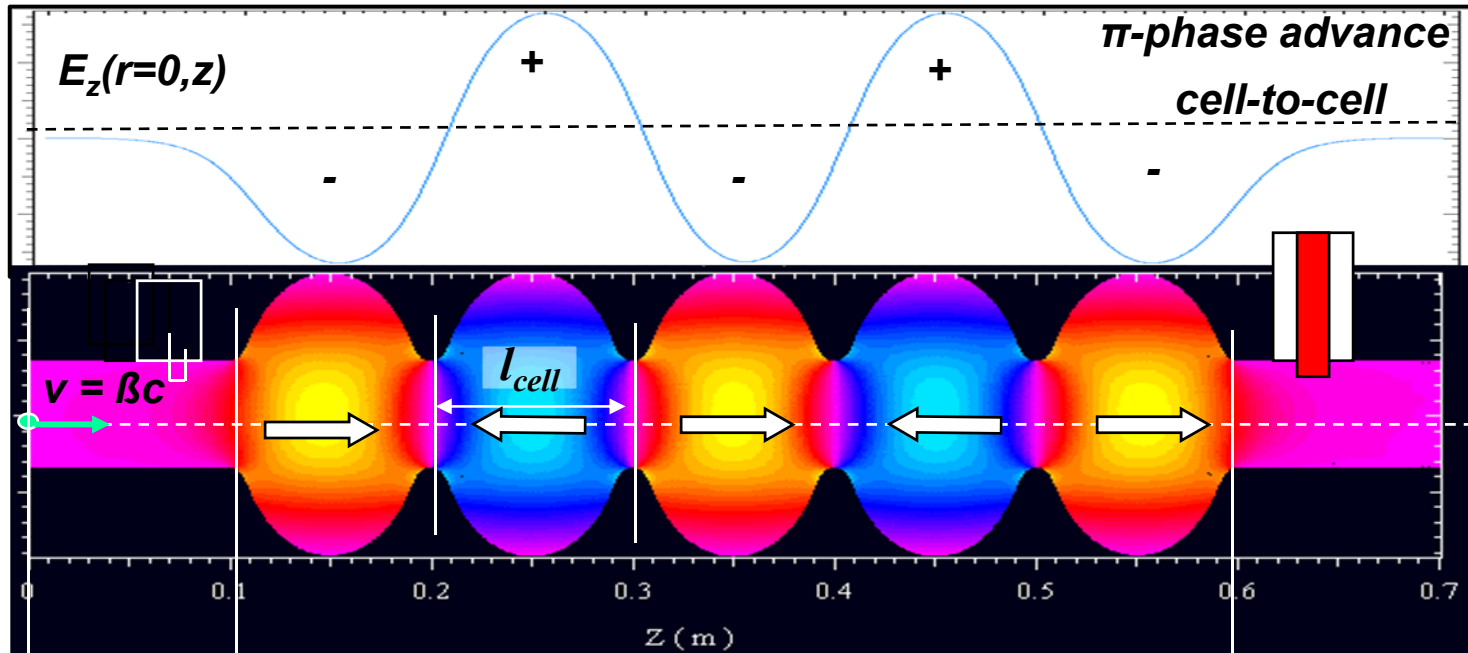 π-phase advance
E_z(r=0,z)
+
+
cell-to-cell
-
-
-
l_cell
v = ßc
0 0.1 0.2 0.3 0.4 0.5 0.6 0.7
Z ( m )